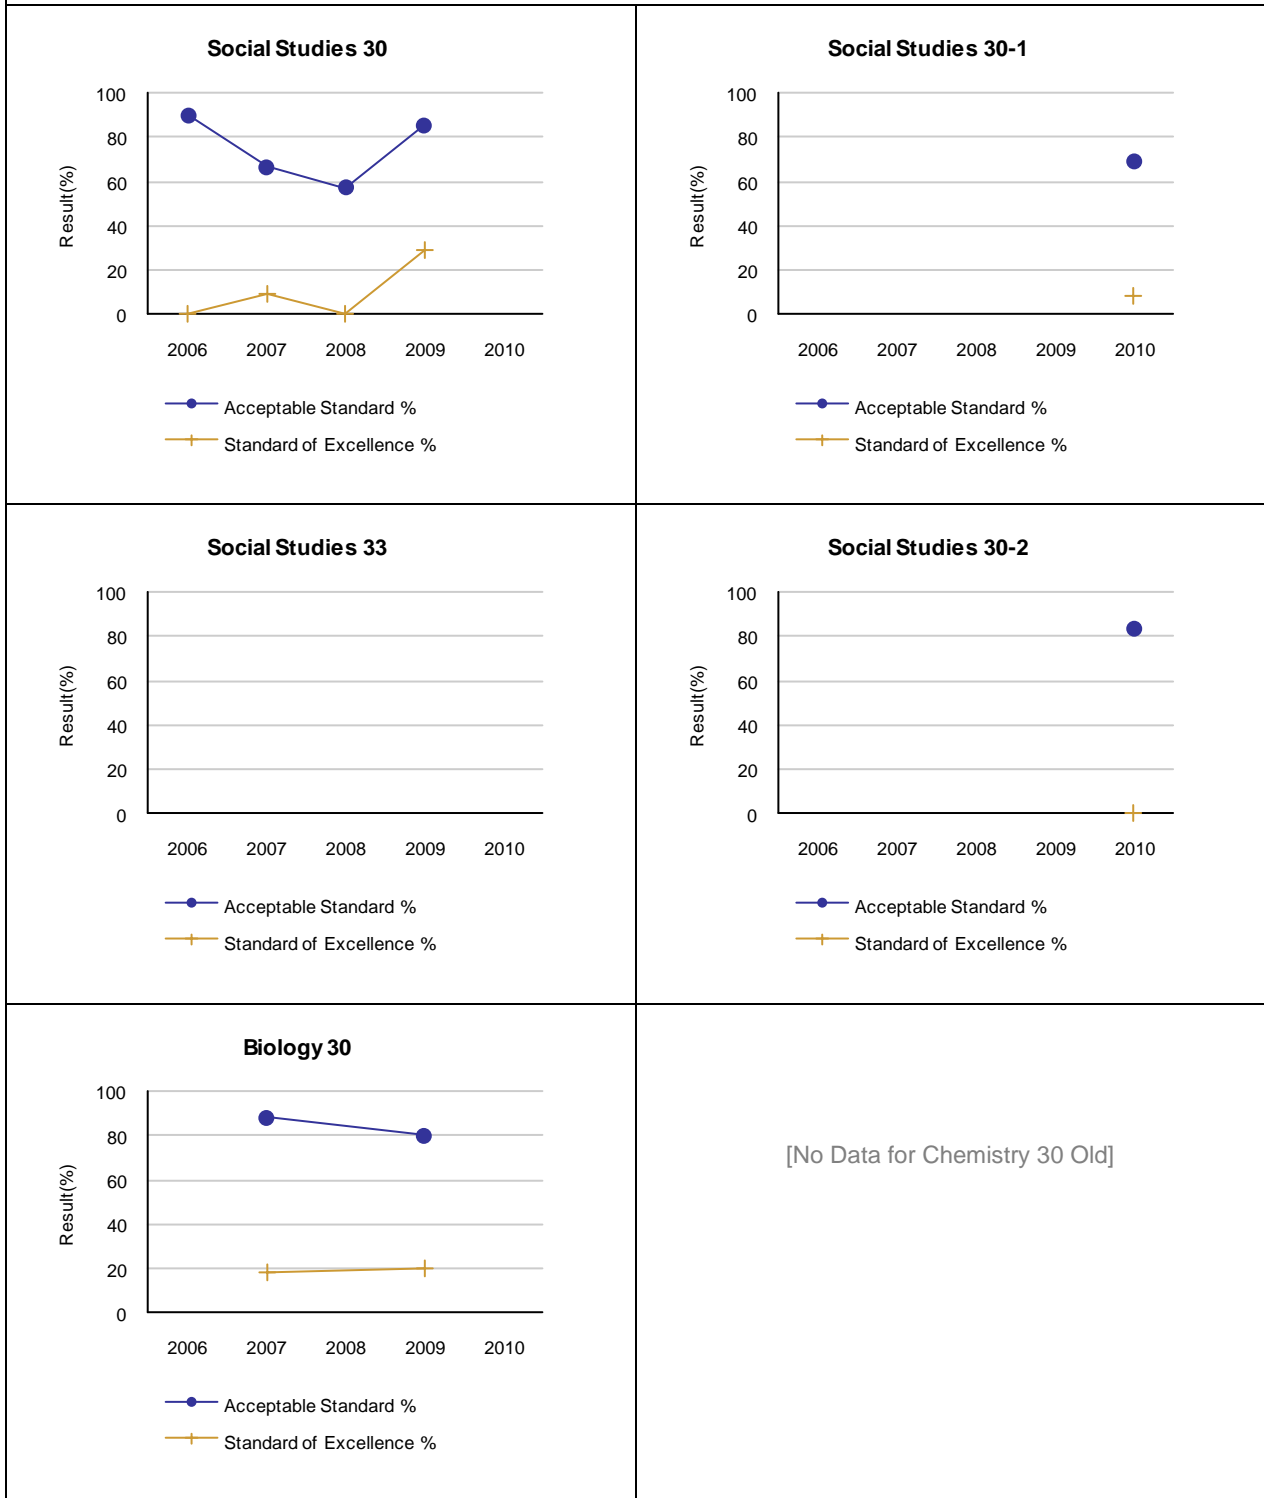 Social Studies 30
100
80
60
40
20
0
Result(%)
2006 2007 2008 2009 2010
Acceptable Standard %
Standard of Excellence %
Social Studies 30-1
100
80
60
40
20
0
Result(%)
2006 2007 2008 2009 2010
Acceptable Standard %
Standard of Excellence %
Social Studies 33
100
80
60
40
20
0
Result(%)
2006 2007 2008 2009 2010
Acceptable Standard %
Standard of Excellence %
Social Studies 30-2
100
80
60
40
20
0
Result(%)
2006 2007 2008 2009 2010
Acceptable Standard %
Standard of Excellence %
Biology 30
100
80
60
40
20
0
Result(%)
2006 2007 2008 2009 2010
Acceptable Standard %
Standard of Excellence %
[No Data for Chemistry 30 Old]